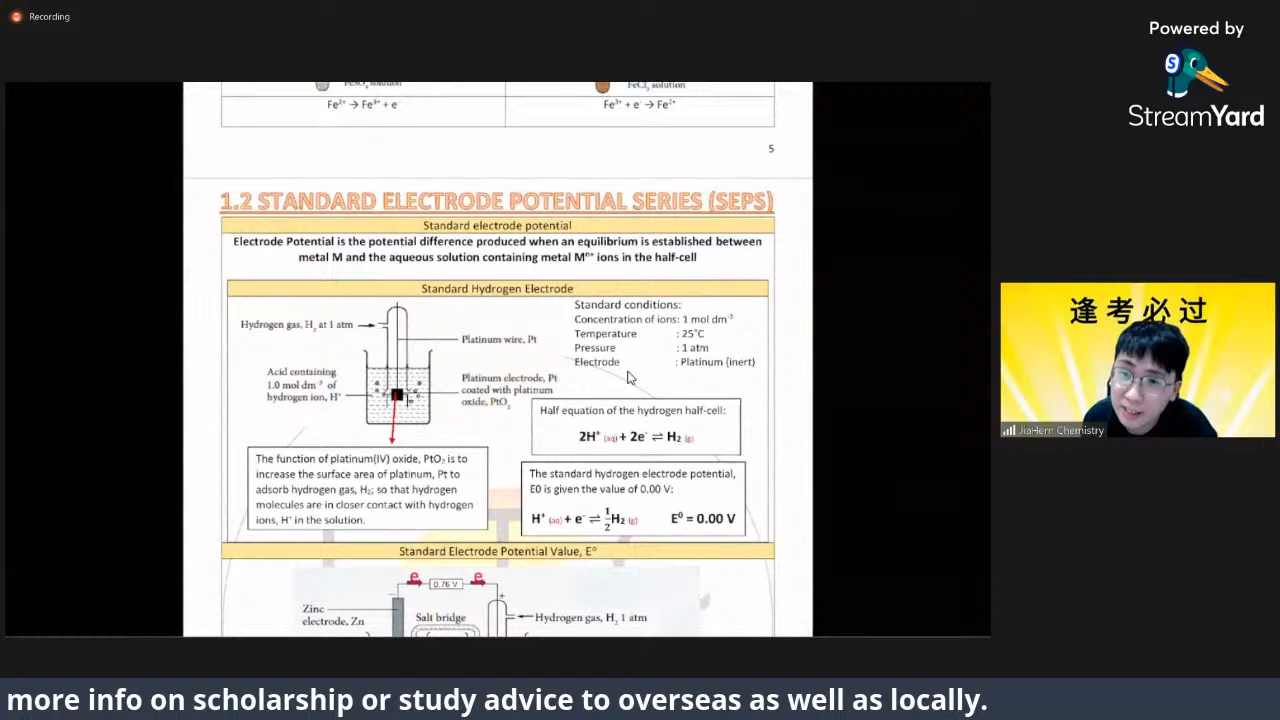 Recording
Powered by
S
StreamYard
FeSO₄ solution
FeCl₃ solution
Fe²⁺ → Fe³⁺ + e⁻
Fe³⁺ + e⁻ → Fe²⁺
5
1.2 STANDARD ELECTRODE POTENTIAL SERIES (SEPS)
Standard electrode potential
Electrode Potential is the potential difference produced when an equilibrium is established between
metal M and the aqueous solution containing metal Mⁿ⁺ ions in the half-cell
Standard Hydrogen Electrode
Hydrogen gas, H₂ at 1 atm
Platinum wire, Pt
Acid containing
1.0 mol dm⁻³ of
hydrogen ion, H⁺
Platinum electrode, Pt
coated with platinum
oxide, PtO₂
Standard conditions:
Concentration of ions: 1 mol dm⁻³
Temperature : 25°C
Pressure : 1 atm
Electrode : Platinum (inert)
Half equation of the hydrogen half-cell:
2H⁺ (aq) + 2e⁻ ⇌ H₂ (g)
The function of platinum(IV) oxide, PtO₂ is to
increase the surface area of platinum, Pt to
adsorb hydrogen gas, H₂; so that hydrogen
molecules are in closer contact with hydrogen
ions, H⁺ in the solution.
The standard hydrogen electrode potential,
E0 is given the value of 0.00 V:
H⁺ (aq) + e⁻ ⇌ 1/2 H₂ (g) E⁰ = 0.00 V
Standard Electrode Potential Value, E⁰
e e
0.76 V
− +
Zinc
electrode, Zn
Salt bridge
Hydrogen gas, H₂ 1 atm
逢考必过
JiaHern Chemistry
more info on scholarship or study advice to overseas as well as locally.